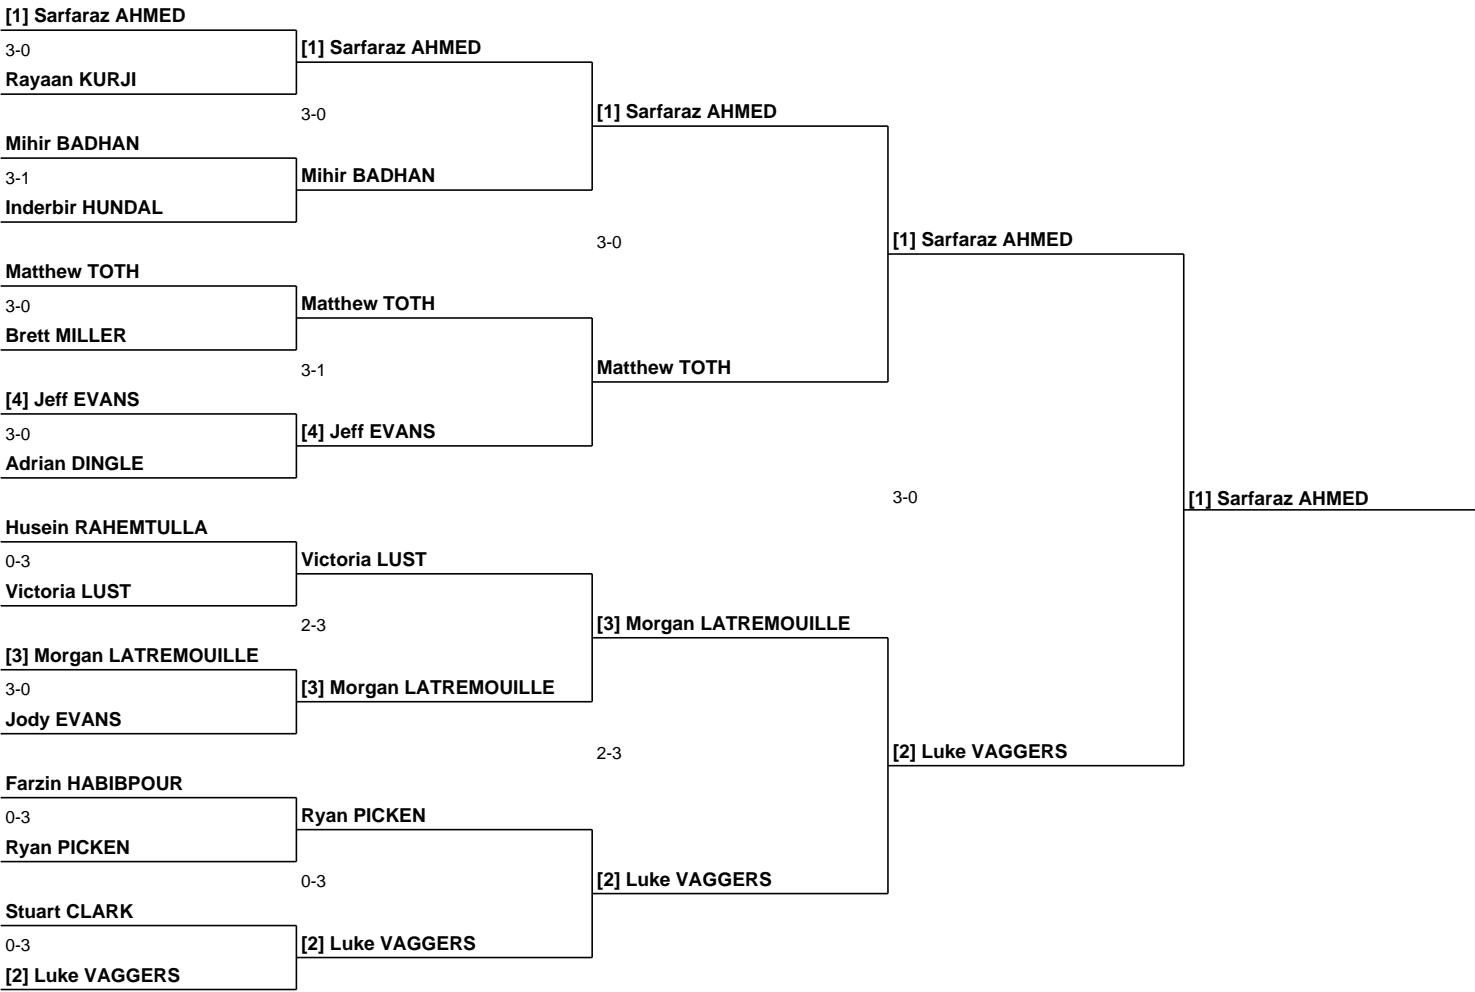 [1] Sarfaraz AHMED
3-0
Rayaan KURJI
Mihir BADHAN
3-1
Inderbir HUNDAL
Matthew TOTH
3-0
Brett MILLER
[4] Jeff EVANS
3-0
Adrian DINGLE
Husein RAHEMTULLA
0-3
Victoria LUST
[3] Morgan LATREMOUILLE
3-0
Jody EVANS
Farzin HABIBPOUR
0-3
Ryan PICKEN
Stuart CLARK
0-3
[2] Luke VAGGERS
[1] Sarfaraz AHMED
3-0
Mihir BADHAN
Matthew TOTH
3-1
[4] Jeff EVANS
Victoria LUST
2-3
[3] Morgan LATREMOUILLE
Ryan PICKEN
0-3
[2] Luke VAGGERS
[1] Sarfaraz AHMED
3-0
Matthew TOTH
[3] Morgan LATREMOUILLE
2-3
[2] Luke VAGGERS
[1] Sarfaraz AHMED
3-0
[2] Luke VAGGERS
[1] Sarfaraz AHMED